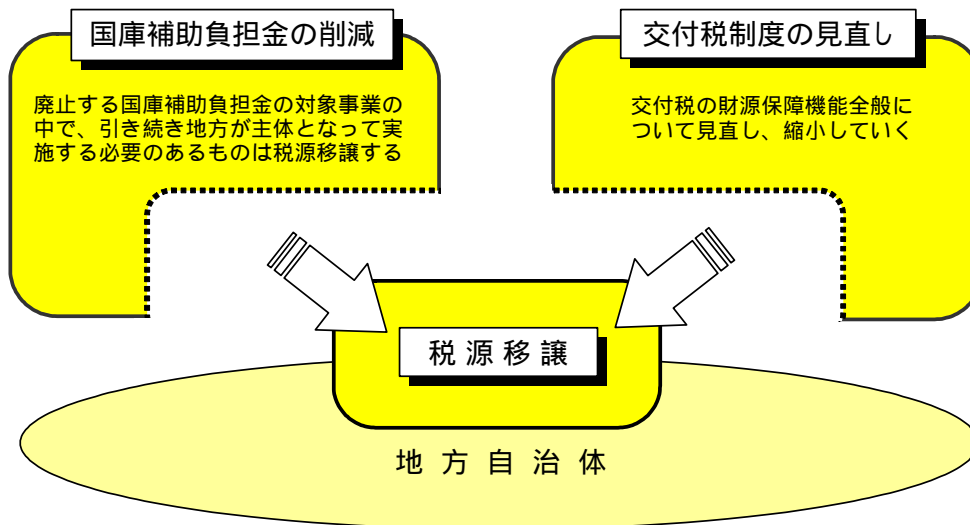 国庫補助負担金の削減
廃止する国庫補助負担金の対象事業の
中で、引き続き地方が主体となって実
施する必要のあるものは税源移譲する
交付税制度の見直し
交付税の財源保障機能全般に
ついて見直し、縮小していく
税源移譲
地方自治体